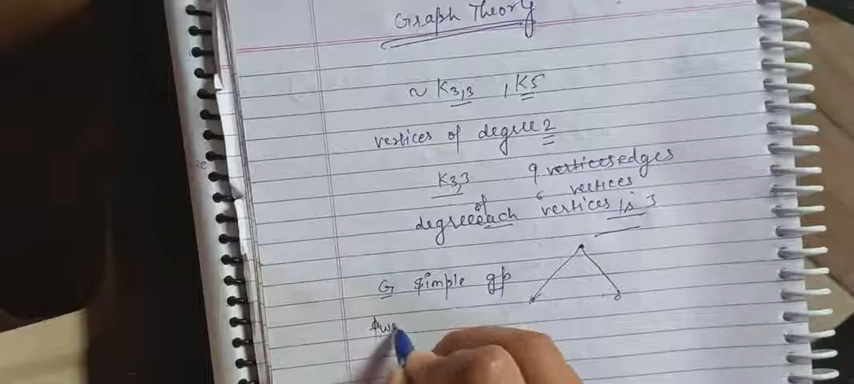 Graph Theory
~ K3,3 , K5
vertices of degree 2
K3,3 9 edges
6 vertices
degree of each vertices is 3
G simple gp